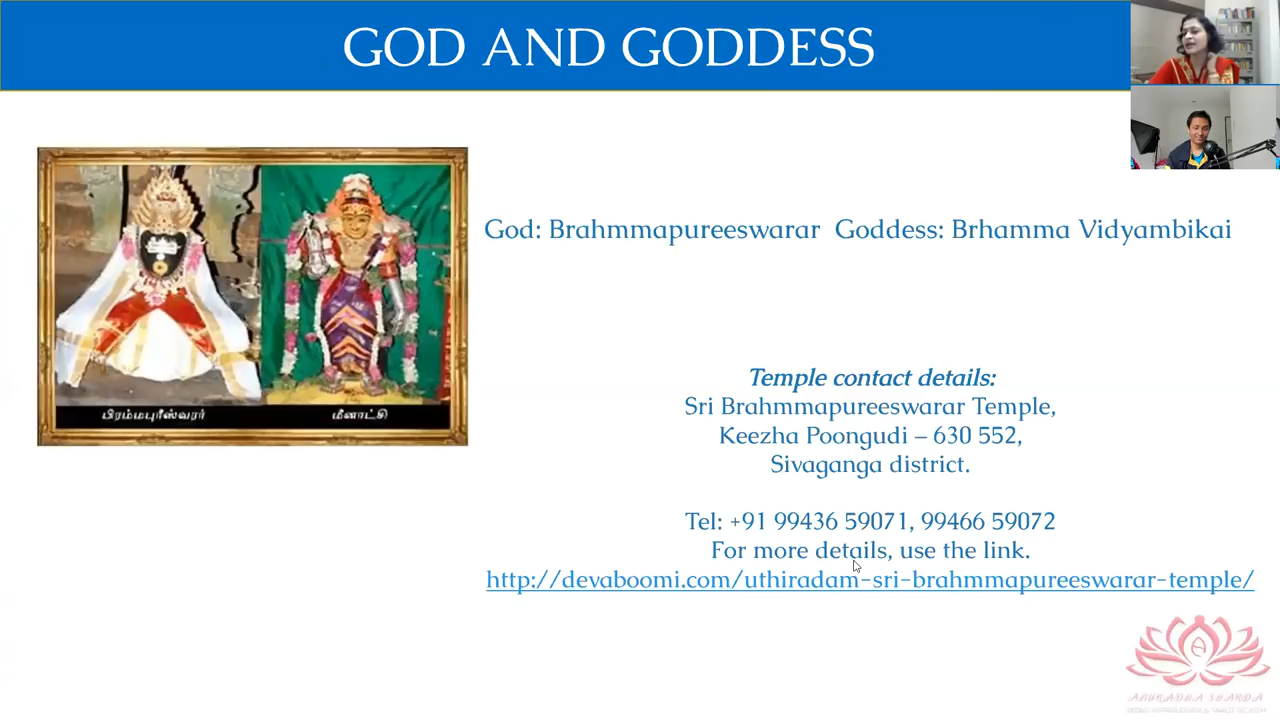 GOD AND GODDESS
God: Brahmmapureeswarar Goddess: Brhamma Vidyambikai
பிரம்மபுரீஸ்வரர்
மீனாட்சி
Temple contact details:
Sri Brahmmapureeswarar Temple,
Keezha Poongudi – 630 552,
Sivaganga district.
Tel: +91 99436 59071, 99466 59072
For more details, use the link.
http://devaboomi.com/uthiradam-sri-brahmmapureeswarar-temple/
ANURADHA SHARDA